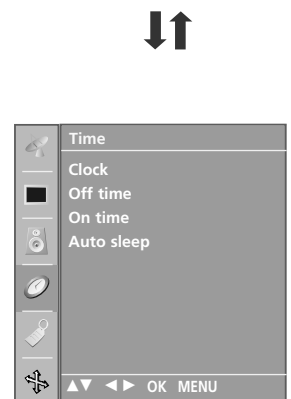 Time
Clock
Off time
On time
Auto sleep
▲▼ ◄► OK MENU